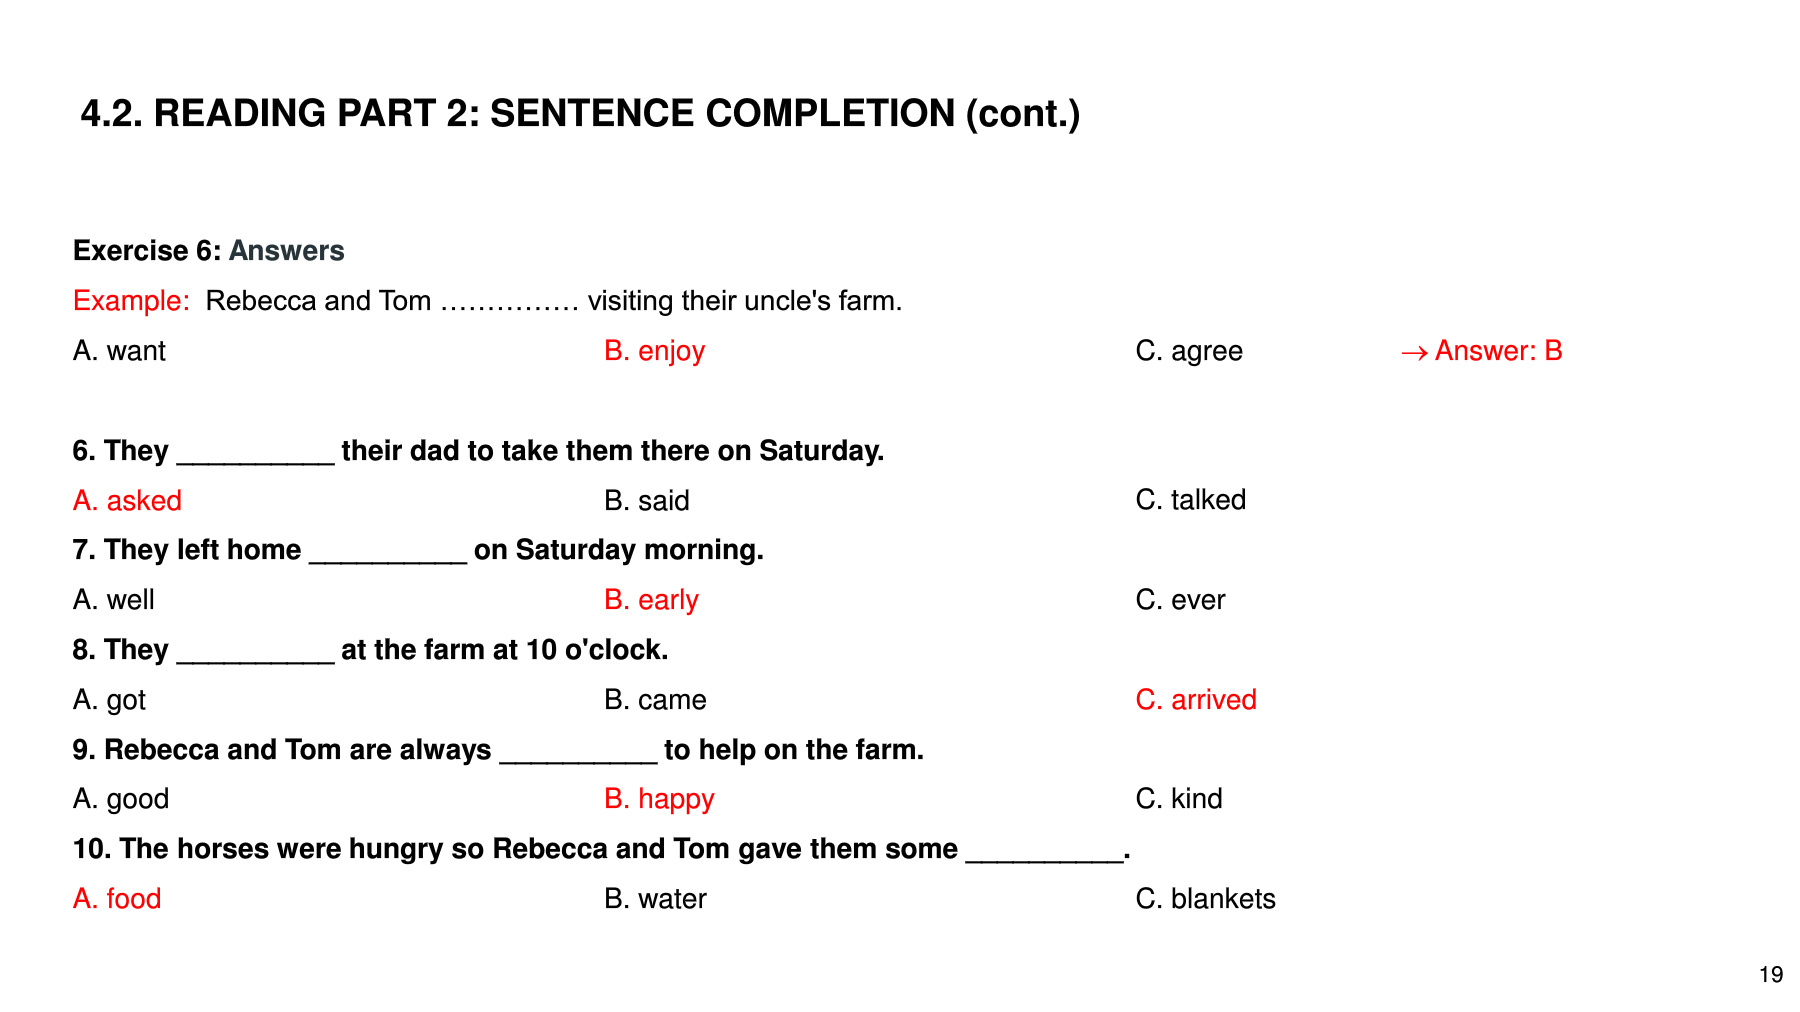 4.2. READING PART 2: SENTENCE COMPLETION (cont.)
Exercise 6: Answers
Example: Rebecca and Tom …………… visiting their uncle's farm.
A. want B. enjoy C. agree → Answer: B
6. They __________ their dad to take them there on Saturday.
A. asked B. said C. talked
7. They left home __________ on Saturday morning.
A. well B. early C. ever
8. They __________ at the farm at 10 o'clock.
A. got B. came C. arrived
9. Rebecca and Tom are always __________ to help on the farm.
A. good B. happy C. kind
10. The horses were hungry so Rebecca and Tom gave them some __________.
A. food B. water C. blankets
19